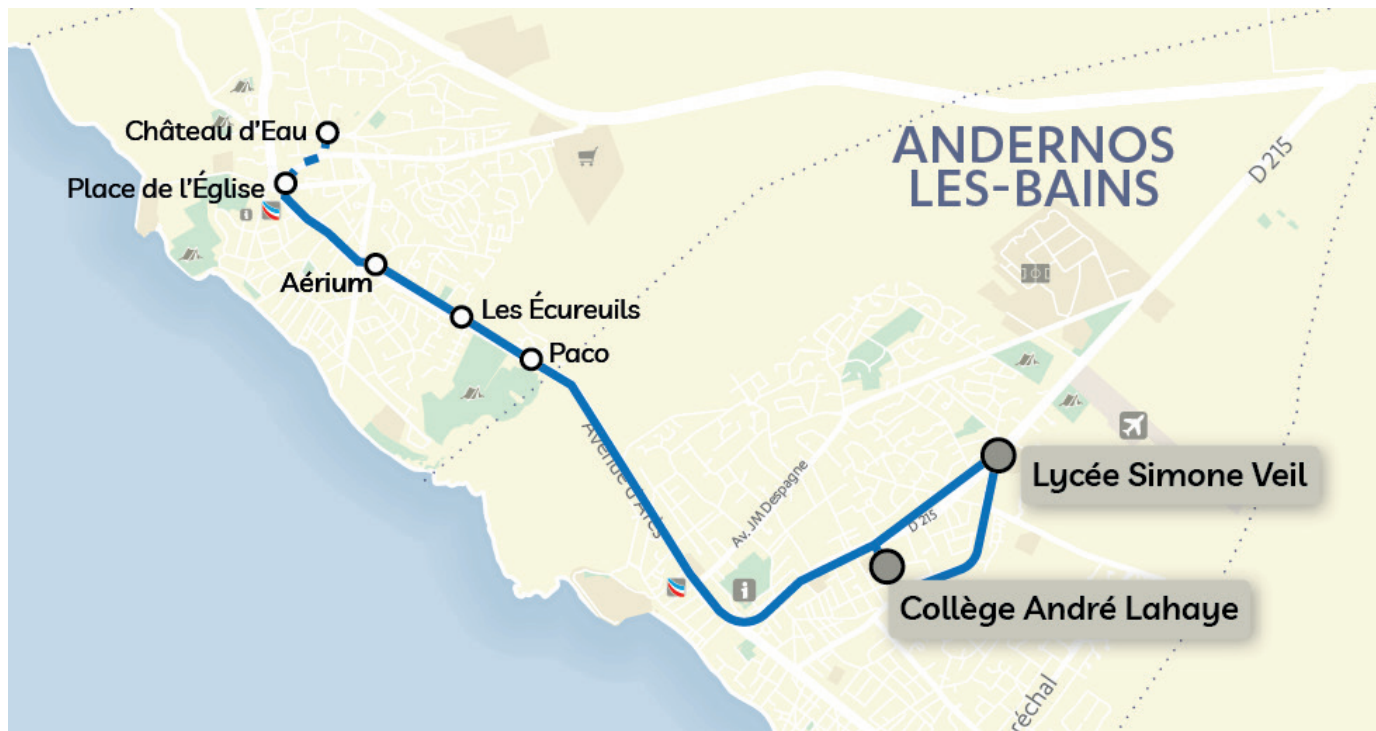 Château d'Eau
Place de l'Église
Aérium
Les Écureuils
Paco
ANDERNOS
LES-BAINS
D 215
Avenue d'Arès
Av. JM Despagne
D 215
Lycée Simone Veil
Collège André Lahaye
réchal